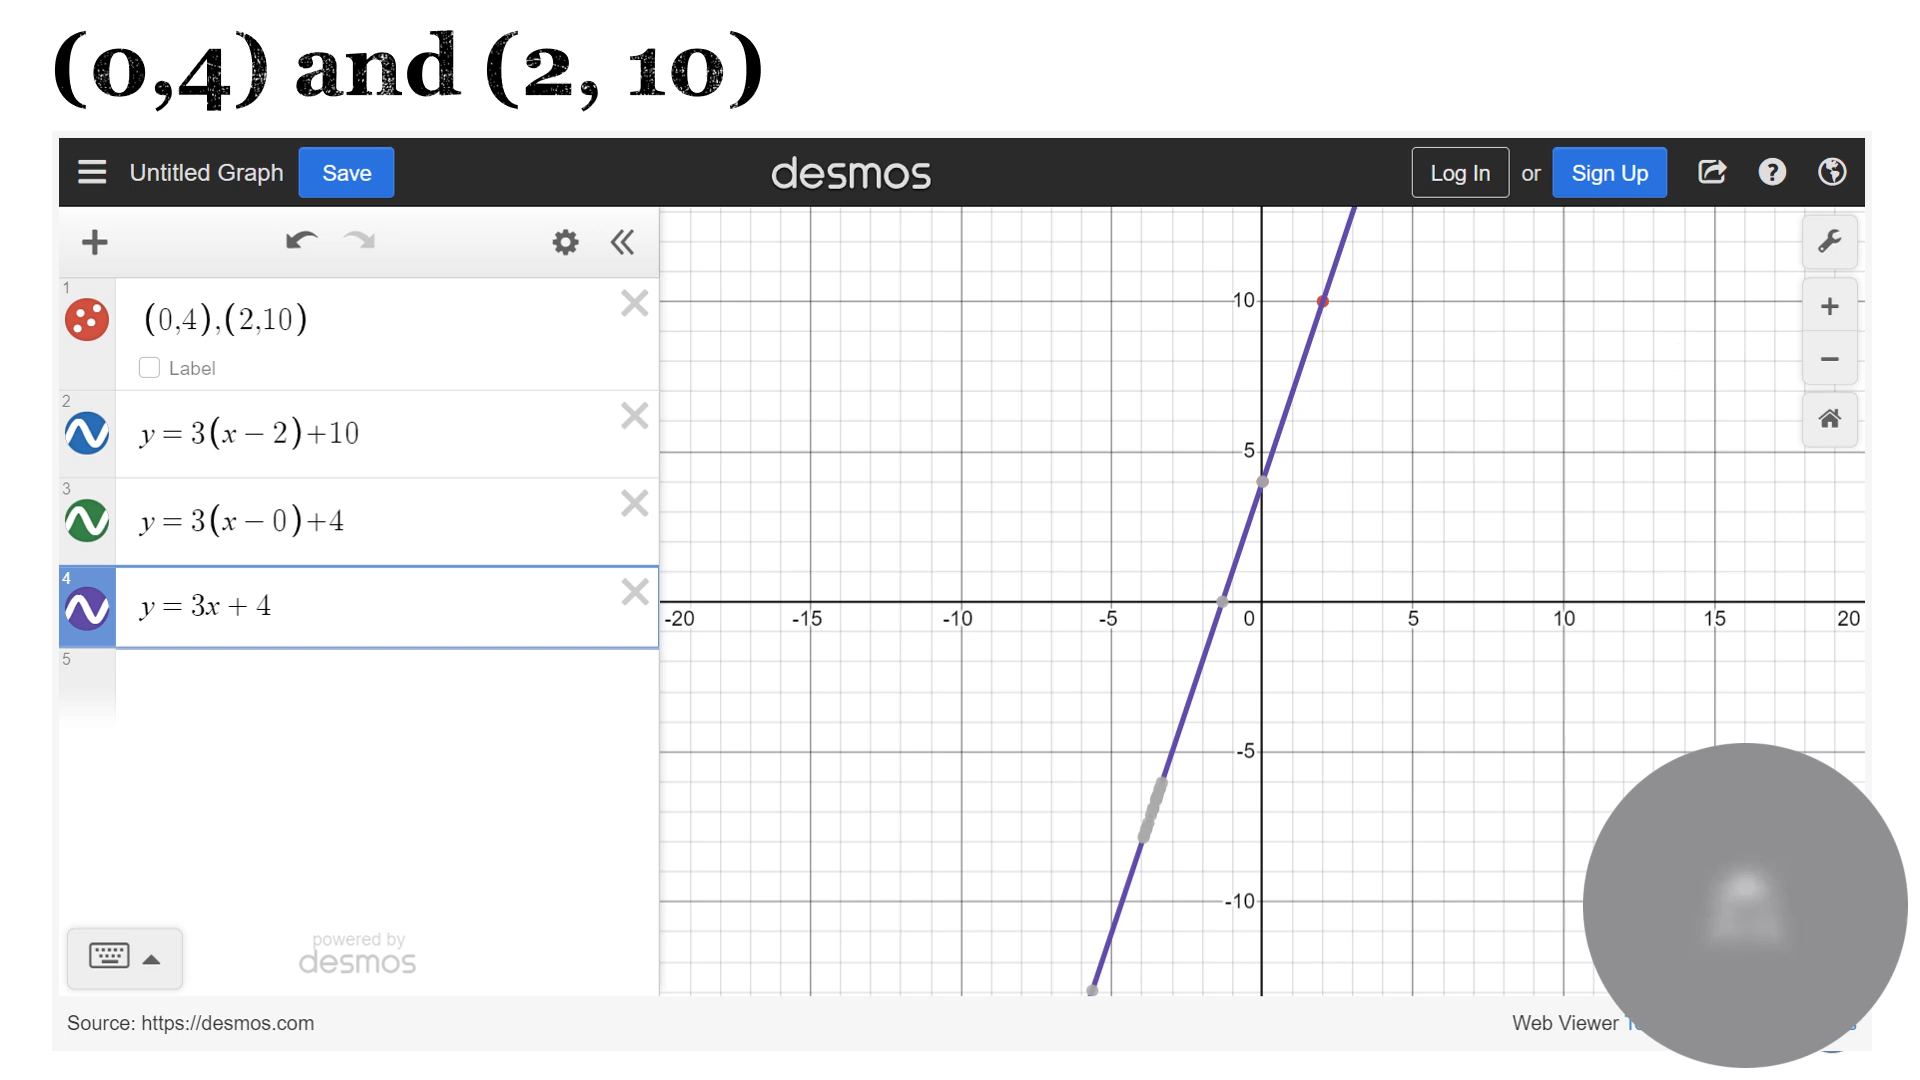 (0,4) and (2, 10)
Untitled Graph Save desmos Log In or Sign Up
1
(0,4),(2,10)
Label
2
y = 3(x − 2)+10
3
y = 3(x − 0)+4
4
y = 3x + 4
5
10
5
-20 -15 -10 -5 0 5 10 15 20
-5
-10
powered by
desmos
Source: https://desmos.com Web Viewer